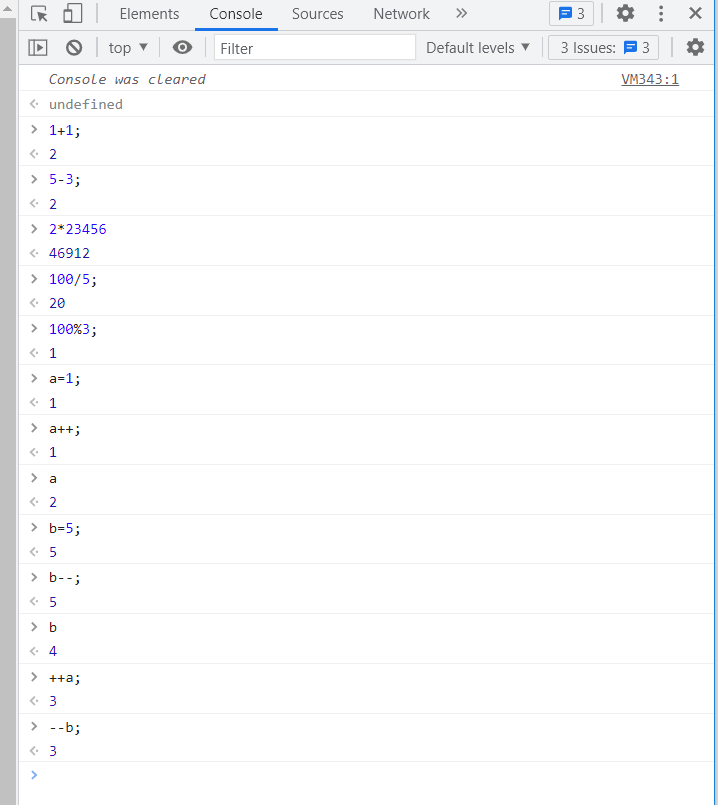 Elements Console Sources Network 3
top Filter Default levels 3 Issues: 3
Console was cleared VM343:1
undefined
1+1;
2
5-3;
2
2*23456
46912
100/5;
20
100%3;
1
a=1;
1
a++;
1
a
2
b=5;
5
b--;
5
b
4
++a;
3
--b;
3